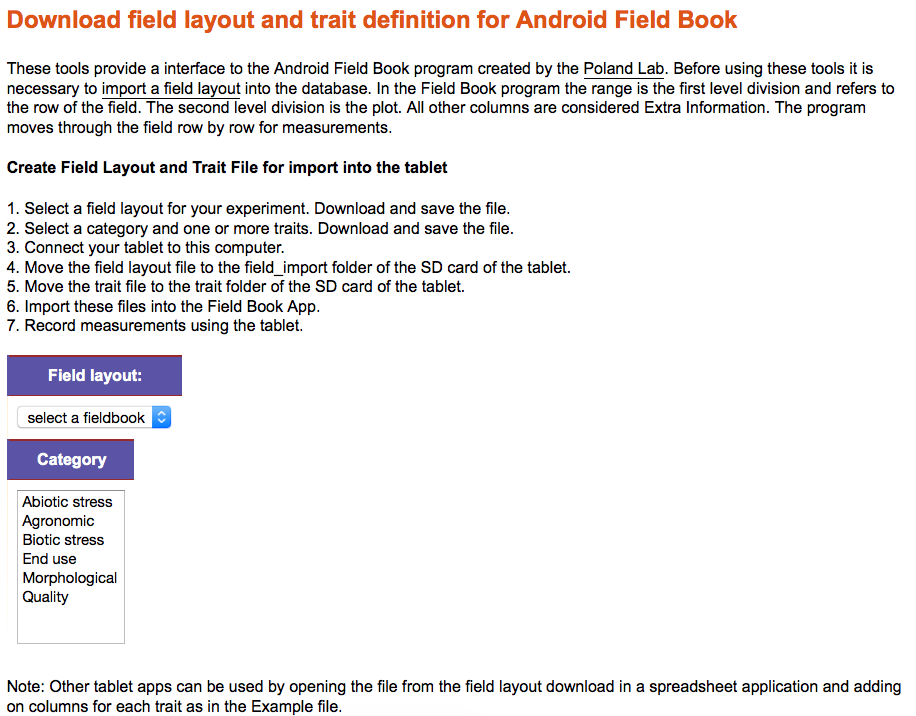 Download field layout and trait definition for Android Field Book
These tools provide a interface to the Android Field Book program created by the Poland Lab. Before using these tools it is
necessary to import a field layout into the database. In the Field Book program the range is the first level division and refers to
the row of the field. The second level division is the plot. All other columns are considered Extra Information. The program
moves through the field row by row for measurements.
Create Field Layout and Trait File for import into the tablet
1. Select a field layout for your experiment. Download and save the file.
2. Select a category and one or more traits. Download and save the file.
3. Connect your tablet to this computer.
4. Move the field layout file to the field_import folder of the SD card of the tablet.
5. Move the trait file to the trait folder of the SD card of the tablet.
6. Import these files into the Field Book App.
7. Record measurements using the tablet.
Field layout:
select a fieldbook
Category
Abiotic stress
Agronomic
Biotic stress
End use
Morphological
Quality
Note: Other tablet apps can be used by opening the file from the field layout download in a spreadsheet application and adding
on columns for each trait as in the Example file.